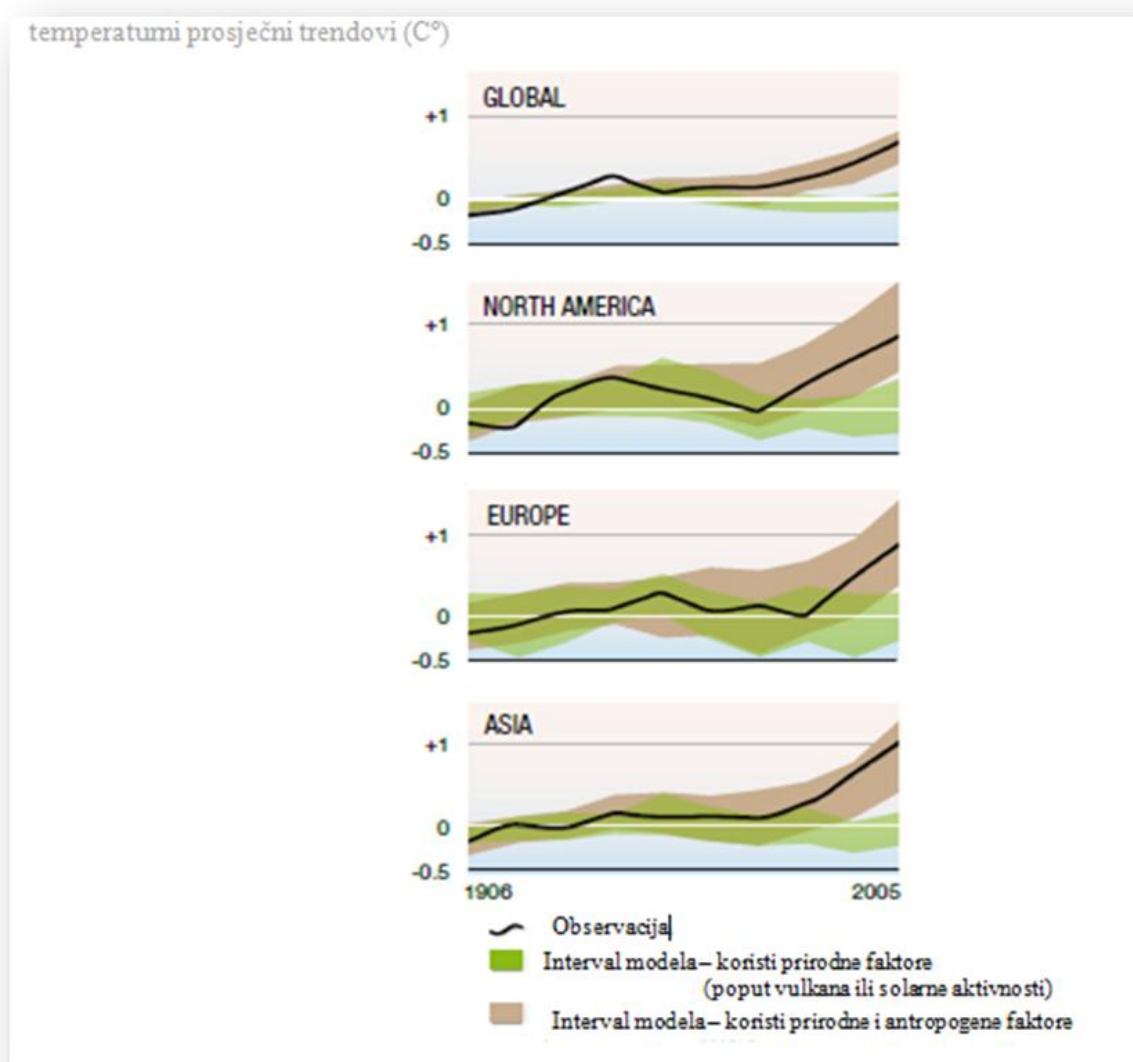 temperaturni prosječni trendovi (C°)
GLOBAL
+1
0
-0.5
NORTH AMERICA
+1
0
-0.5
EUROPE
+1
0
-0.5
ASIA
+1
0
-0.5
1906 2005
Observacija
Interval modela – koristi prirodne faktore
(poput vulkana ili solarne aktivnosti)
Interval modela – koristi prirodne i antropogene faktore